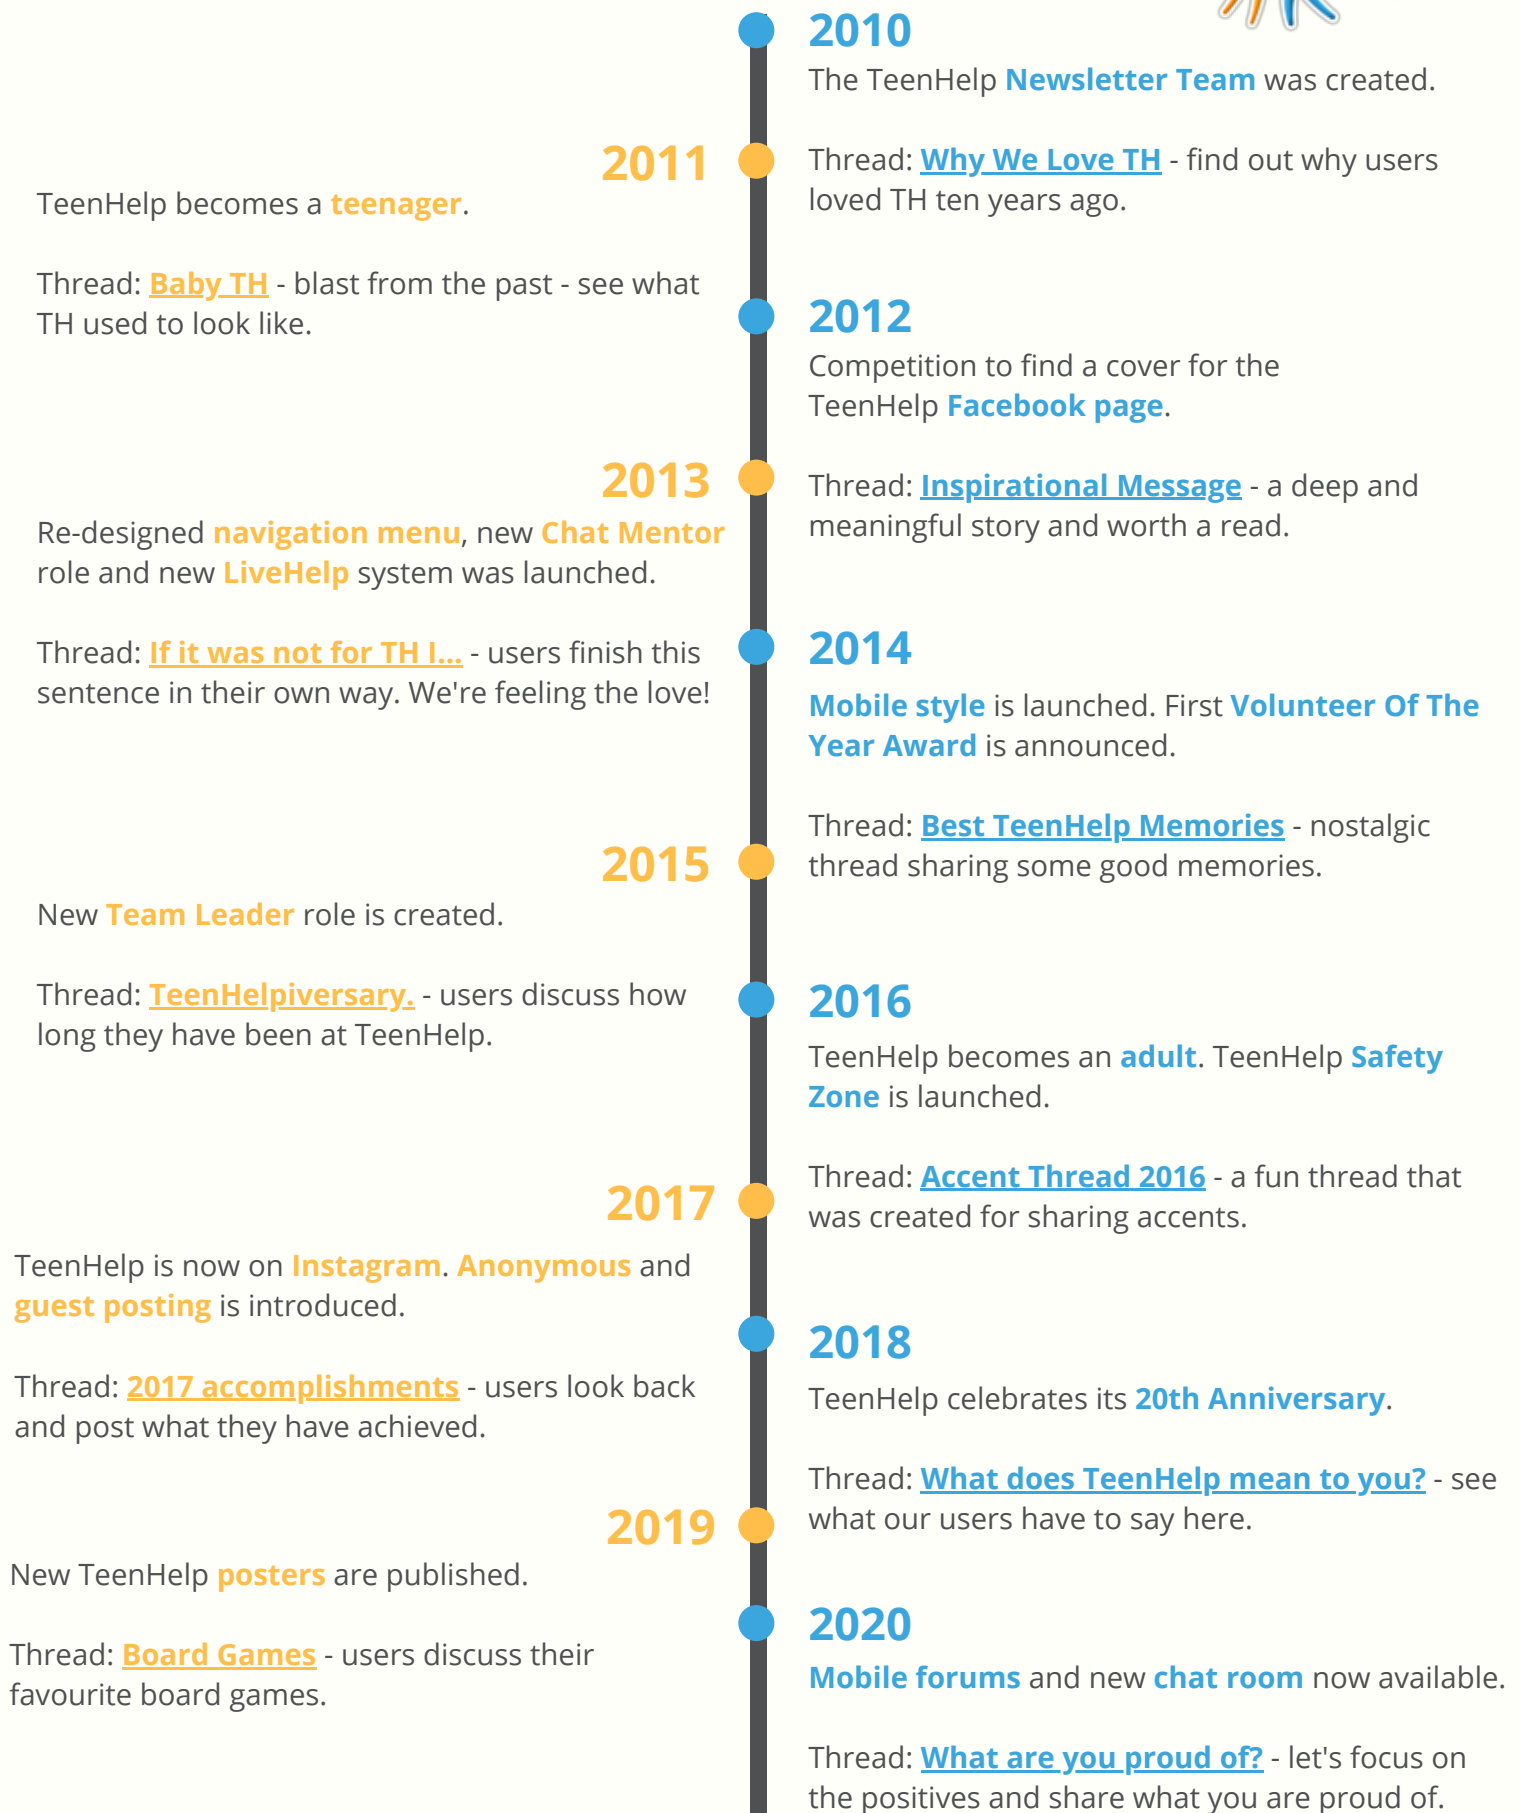 2010
The TeenHelp Newsletter Team was created.
Thread: Why We Love TH - find out why users
loved TH ten years ago.
2011
TeenHelp becomes a teenager.
Thread: Baby TH - blast from the past - see what
TH used to look like.
2012
Competition to find a cover for the
TeenHelp Facebook page.
Thread: Inspirational Message - a deep and
meaningful story and worth a read.
2013
Re-designed navigation menu, new Chat Mentor
role and new LiveHelp system was launched.
Thread: If it was not for TH I... - users finish this
sentence in their own way. We're feeling the love!
2014
Mobile style is launched. First Volunteer Of The
Year Award is announced.
Thread: Best TeenHelp Memories - nostalgic
thread sharing some good memories.
2015
New Team Leader role is created.
Thread: TeenHelpiversary. - users discuss how
long they have been at TeenHelp.
2016
TeenHelp becomes an adult. TeenHelp Safety
Zone is launched.
Thread: Accent Thread 2016 - a fun thread that
was created for sharing accents.
2017
TeenHelp is now on Instagram. Anonymous and
guest posting is introduced.
Thread: 2017 accomplishments - users look back
and post what they have achieved.
2018
TeenHelp celebrates its 20th Anniversary.
Thread: What does TeenHelp mean to you? - see
what our users have to say here.
2019
New TeenHelp posters are published.
Thread: Board Games - users discuss their
favourite board games.
2020
Mobile forums and new chat room now available.
Thread: What are you proud of? - let's focus on
the positives and share what you are proud of.